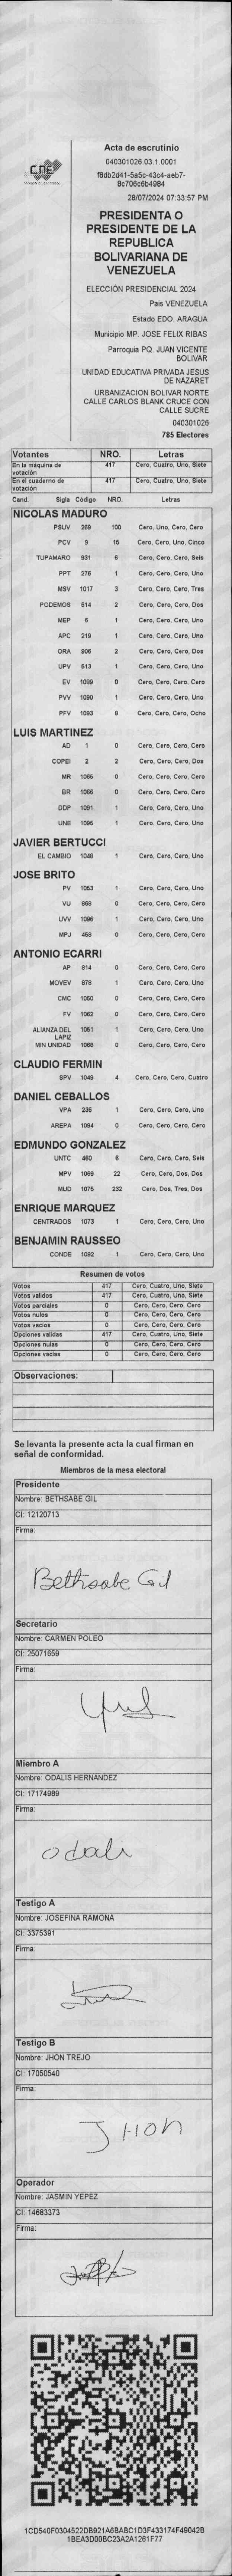 CNE
Acta de escrutinio
040301026.03.1.0001
f8db2d41-5a5c-43c4-aeb7-
8c706c6b4984
28/07/2024 07:33:57 PM
PRESIDENTA O
PRESIDENTE DE LA
REPUBLICA
BOLIVARIANA DE
VENEZUELA
ELECCIÓN PRESIDENCIAL 2024
Pais VENEZUELA
Estado EDO. ARAGUA
Municipio MP. JOSE FELIX RIBAS
Parroquia PQ. JUAN VICENTE
BOLIVAR
UNIDAD EDUCATIVA PRIVADA JESUS
DE NAZARET
URBANIZACION BOLIVAR NORTE
CALLE CARLOS BLANK CRUCE CON
CALLE SUCRE
040301026
785 Electores
Votantes NRO. Letras
En la máquina de votación 417 Cero, Cuatro, Uno, Siete
En el cuaderno de votación 417 Cero, Cuatro, Uno, Siete
Cand. Sigla Código NRO. Letras
NICOLAS MADURO
PSUV 269 100 Cero, Uno, Cero, Cero
PCV 5 15 Cero, Cero, Uno, Cinco
TUPAMARO 931 6 Cero, Cero, Cero, Seis
PPT 276 1 Cero, Cero, Cero, Uno
MSV 1017 3 Cero, Cero, Cero, Tres
PODEMOS 514 2 Cero, Cero, Cero, Dos
MEP 6 1 Cero, Cero, Cero, Uno
APC 219 1 Cero, Cero, Cero, Uno
ORA 906 2 Cero, Cero, Cero, Dos
UPV 513 1 Cero, Cero, Cero, Uno
EV 1089 0 Cero, Cero, Cero, Cero
PVV 1090 1 Cero, Cero, Cero, Uno
PFV 1093 8 Cero, Cero, Cero, Ocho
LUIS MARTINEZ
AD 1 0 Cero, Cero, Cero, Cero
COPEI 2 2 Cero, Cero, Cero, Dos
MR 1065 0 Cero, Cero, Cero, Cero
BR 1066 0 Cero, Cero, Cero, Cero
DDP 1091 1 Cero, Cero, Cero, Uno
UNE 1095 1 Cero, Cero, Cero, Uno
JAVIER BERTUCCI
EL CAMBIO 1048 1 Cero, Cero, Cero, Uno
JOSE BRITO
PV 1053 1 Cero, Cero, Cero, Uno
VU 868 0 Cero, Cero, Cero, Cero
UVV 1096 1 Cero, Cero, Cero, Uno
MPJ 458 0 Cero, Cero, Cero, Cero
ANTONIO ECARRI
AP 814 0 Cero, Cero, Cero, Cero
MOVEV 878 1 Cero, Cero, Cero, Uno
CMC 1050 0 Cero, Cero, Cero, Cero
FV 1062 0 Cero, Cero, Cero, Cero
ALIANZA DEL LAPIZ 1051 1 Cero, Cero, Cero, Uno
MIN UNIDAD 1068 0 Cero, Cero, Cero, Cero
CLAUDIO FERMIN
SPV 1049 4 Cero, Cero, Cero, Cuatro
DANIEL CEBALLOS
VPA 236 1 Cero, Cero, Cero, Uno
AREPA 1094 0 Cero, Cero, Cero, Cero
EDMUNDO GONZALEZ
UNTC 460 6 Cero, Cero, Cero, Seis
MPV 1069 22 Cero, Cero, Dos, Dos
MUD 1075 232 Cero, Dos, Tres, Dos
ENRIQUE MARQUEZ
CENTRADOS 1073 1 Cero, Cero, Cero, Uno
BENJAMIN RAUSSEO
CONDE 1092 1 Cero, Cero, Cero, Uno
Resumen de votos
Votos 417 Cero, Cuatro, Uno, Siete
Votos validos 417 Cero, Cuatro, Uno, Siete
Votos parciales 0 Cero, Cero, Cero, Cero
Votos nulos 0 Cero, Cero, Cero, Cero
Votos vacios 0 Cero, Cero, Cero, Cero
Opciones validas 417 Cero, Cuatro, Uno, Siete
Opciones nulas 0 Cero, Cero, Cero, Cero
Opciones vacias 0 Cero, Cero, Cero, Cero
Observaciones:
Se levanta la presente acta la cual firman en
señal de conformidad.
Miembros de la mesa electoral
Presidente
Nombre: BETHSABE GIL
CI: 12120713
Firma:
Bethsabe Gil
Secretario
Nombre: CARMEN POLEO
CI: 25071659
Firma:
Miembro A
Nombre: ODALIS HERNANDEZ
CI: 17174989
Firma:
odali
Testigo A
Nombre: JOSEFINA RAMONA
CI: 3375391
Firma:
Testigo B
Nombre: JHON TREJO
CI: 17050540
Firma:
JHON
Operador
Nombre: JASMIN YEPEZ
CI: 14683373
Firma:
1CD540F0304522DB921A6BABC1D3F433174F49042B
1BEA3D00BC23A2A1261F77